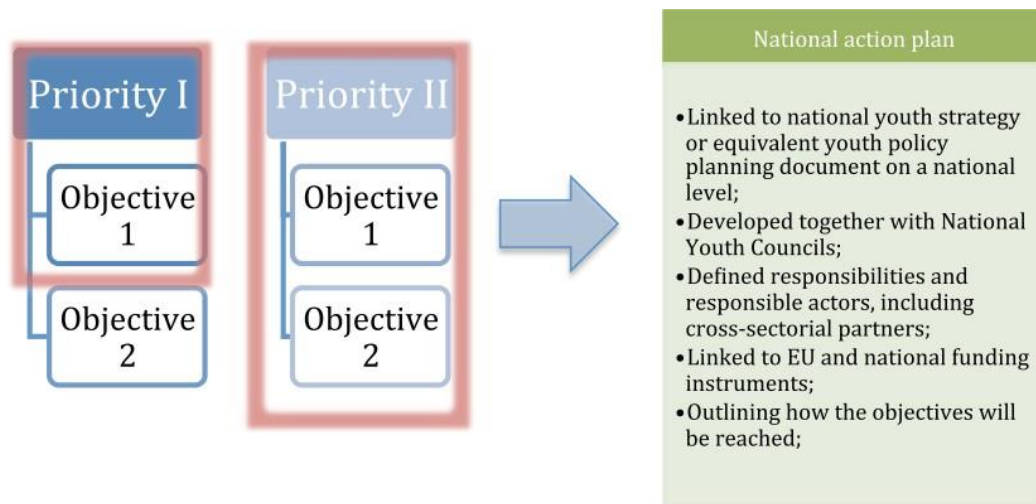 Priority I
Objective
1
Objective
2
Priority II
Objective
1
Objective
2
National action plan
•Linked to national youth strategy
or equivalent youth policy
planning document on a national
level;
•Developed together with National
Youth Councils;
•Defined responsibilities and
responsible actors, including
cross-sectorial partners;
•Linked to EU and national funding
instruments;
•Outlining how the objectives will
be reached;